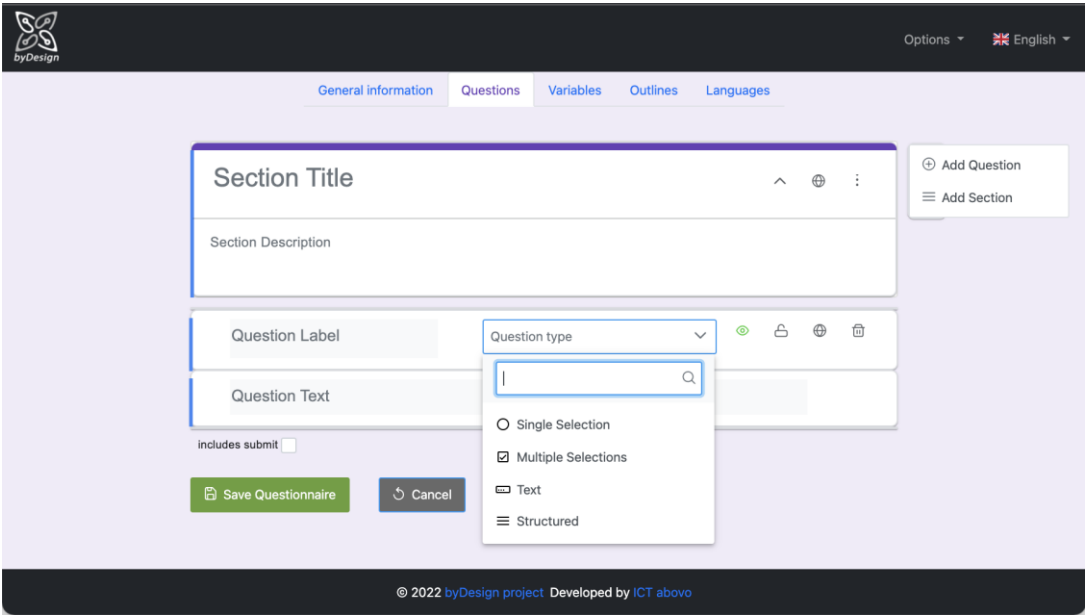 byDesign
Options
English
General information
Questions
Variables
Outlines
Languages
Section Title
Section Description
Add Question
Add Section
Question Label
Question type
Question Text
Single Selection
Multiple Selections
Text
Structured
includes submit
Save Questionnaire
Cancel
© 2022 byDesign project Developed by ICT abovo